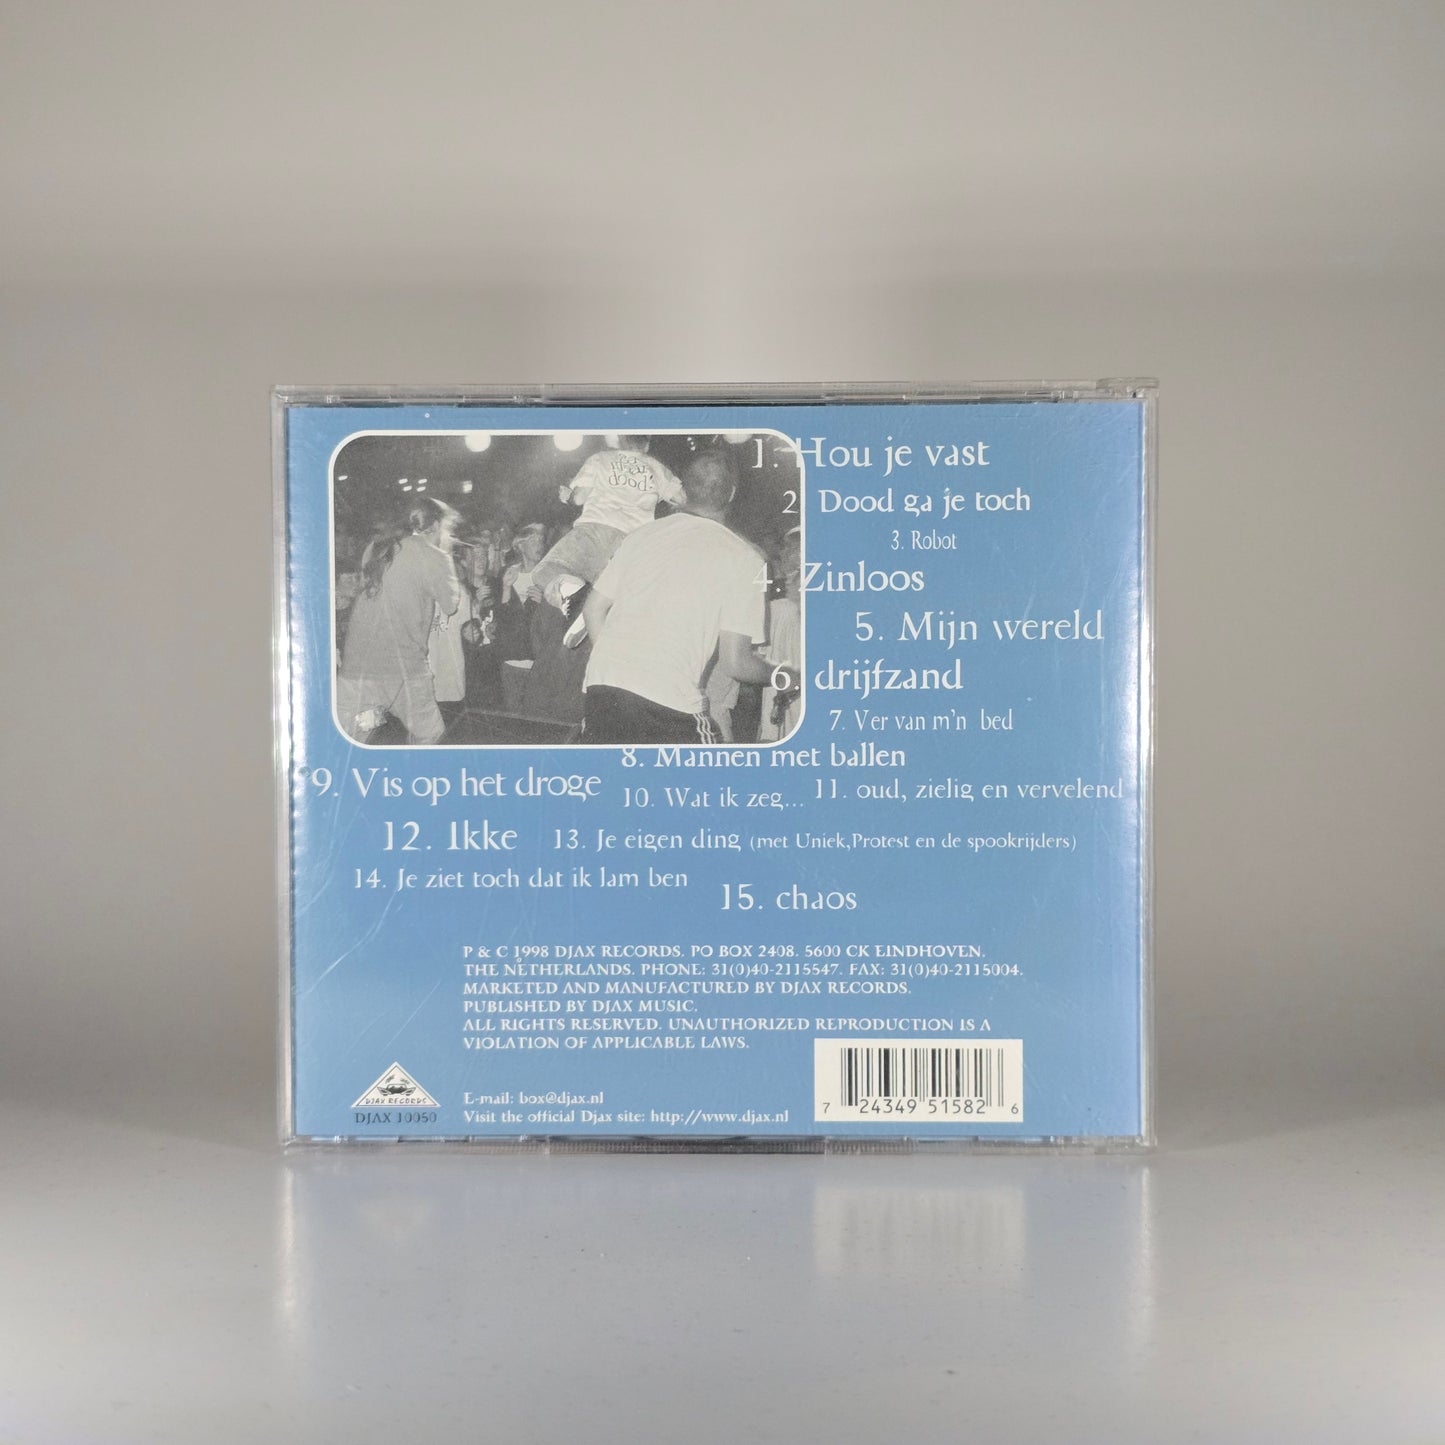 ga
maar
dood!
1. Hou je vast
2. Dood ga je toch
3. Robot
4. Zinloos
5. Mijn wereld
6. drijfzand
7. Ver van m'n bed
8. Mannen met ballen
9. Vis op het droge
10. Wat ik zeg...
11. oud, zielig en vervelend
12. Ikke
13. Je eigen ding (met Uniek,Protest en de spookrijders)
14. Je ziet toch dat ik lam ben
15. chaos
P & C 1998 DJAX RECORDS. PO BOX 2408. 5600 CK EINDHOVEN.
THE NETHERLANDS. PHONE: 31(0)40-2115547. FAX: 31(0)40-2115004.
MARKETED AND MANUFACTURED BY DJAX RECORDS.
PUBLISHED BY DJAX MUSIC.
ALL RIGHTS RESERVED. UNAUTHORIZED REPRODUCTION IS A
VIOLATION OF APPLICABLE LAWS.
DJAX RECORDS
DJAX 10050
E-mail: box@djax.nl
Visit the official Djax site: http://www.djax.nl
7 24349 51582 6